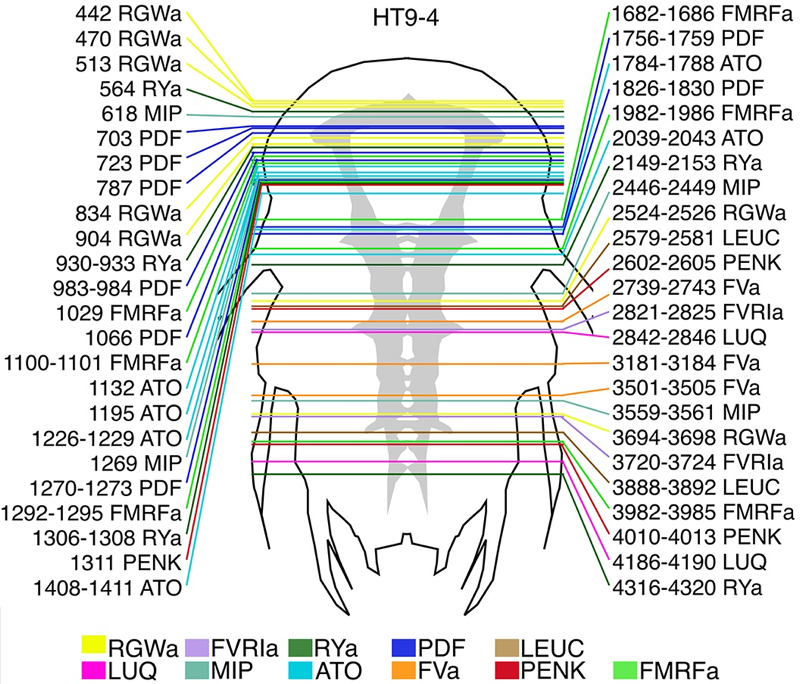 HT9-4
442 RGWa
470 RGWa
513 RGWa
564 RYa
618 MIP
703 PDF
723 PDF
787 PDF
834 RGWa
904 RGWa
930-933 RYa
983-984 PDF
1029 FMRFa
1066 PDF
1100-1101 FMRFa
1132 ATO
1195 ATO
1226-1229 ATO
1269 MIP
1270-1273 PDF
1292-1295 FMRFa
1306-1308 RYa
1311 PENK
1408-1411 ATO
1682-1686 FMRFa
1756-1759 PDF
1784-1788 ATO
1826-1830 PDF
1982-1986 FMRFa
2039-2043 ATO
2149-2153 RYa
2446-2449 MIP
2524-2526 RGWa
2579-2581 LEUC
2602-2605 PENK
2739-2743 FVa
2821-2825 FVRIa
2842-2846 LUQ
3181-3184 FVa
3501-3505 FVa
3559-3561 MIP
3694-3698 RGWa
3720-3724 FVRIa
3888-3892 LEUC
3982-3985 FMRFa
4010-4013 PENK
4186-4190 LUQ
4316-4320 RYa
RGWa FVRIa RYa PDF LEUC
LUQ MIP ATO FVa PENK FMRFa